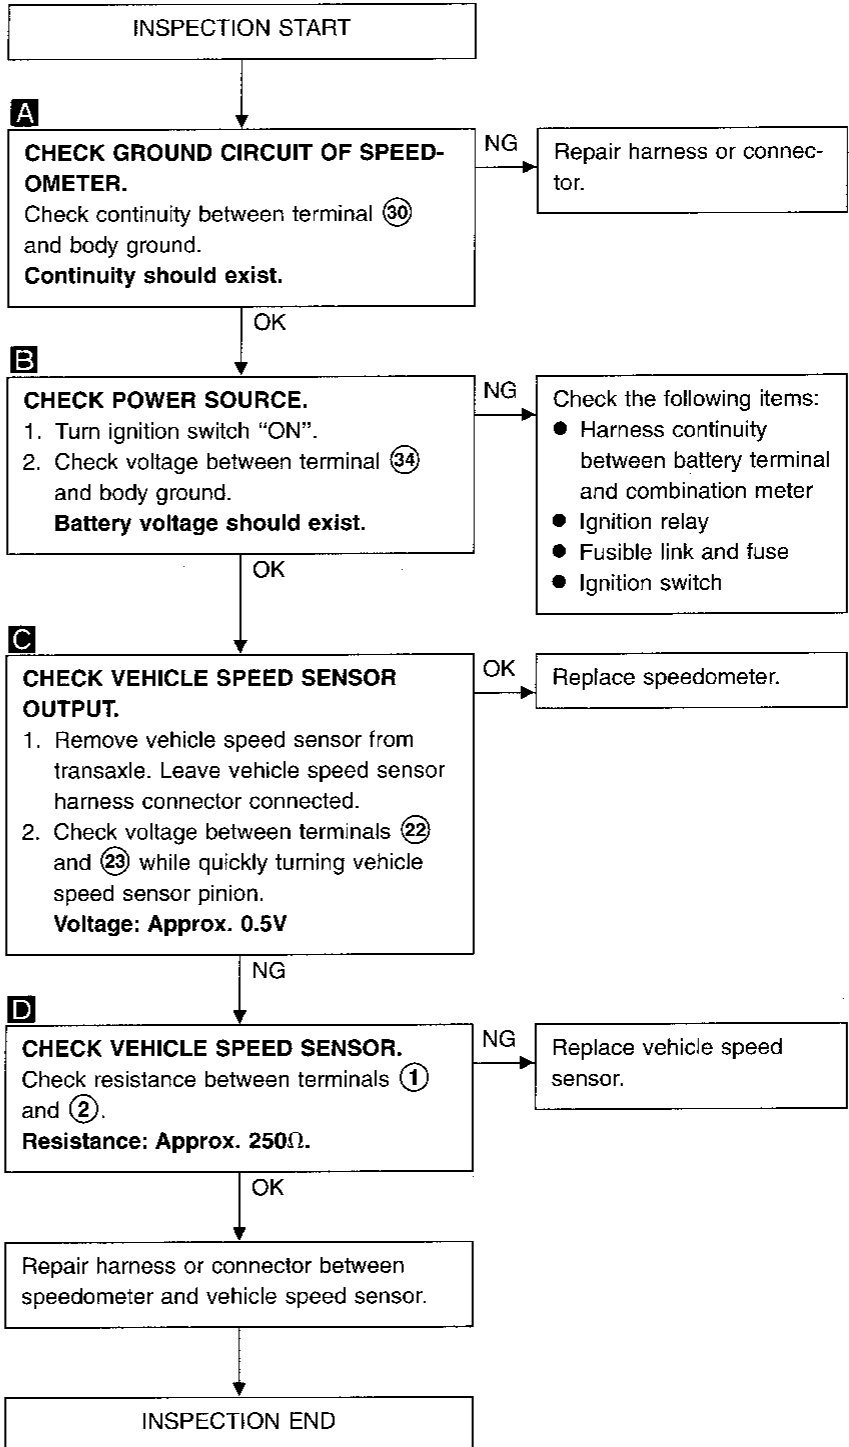 INSPECTION START
A
CHECK GROUND CIRCUIT OF SPEED-
OMETER.
Check continuity between terminal ㉚
and body ground.
Continuity should exist.
NG
Repair harness or connec-
tor.
OK
B
CHECK POWER SOURCE.
1. Turn ignition switch “ON”.
2. Check voltage between terminal ㉞
and body ground.
Battery voltage should exist.
NG
Check the following items:
● Harness continuity
between battery terminal
and combination meter
● Ignition relay
● Fusible link and fuse
● Ignition switch
OK
C
CHECK VEHICLE SPEED SENSOR
OUTPUT.
1. Remove vehicle speed sensor from
transaxle. Leave vehicle speed sensor
harness connector connected.
2. Check voltage between terminals ㉒
and ㉓ while quickly turning vehicle
speed sensor pinion.
Voltage: Approx. 0.5V
OK
Replace speedometer.
NG
D
CHECK VEHICLE SPEED SENSOR.
Check resistance between terminals ①
and ②.
Resistance: Approx. 250Ω.
NG
Replace vehicle speed
sensor.
OK
Repair harness or connector between
speedometer and vehicle speed sensor.
INSPECTION END